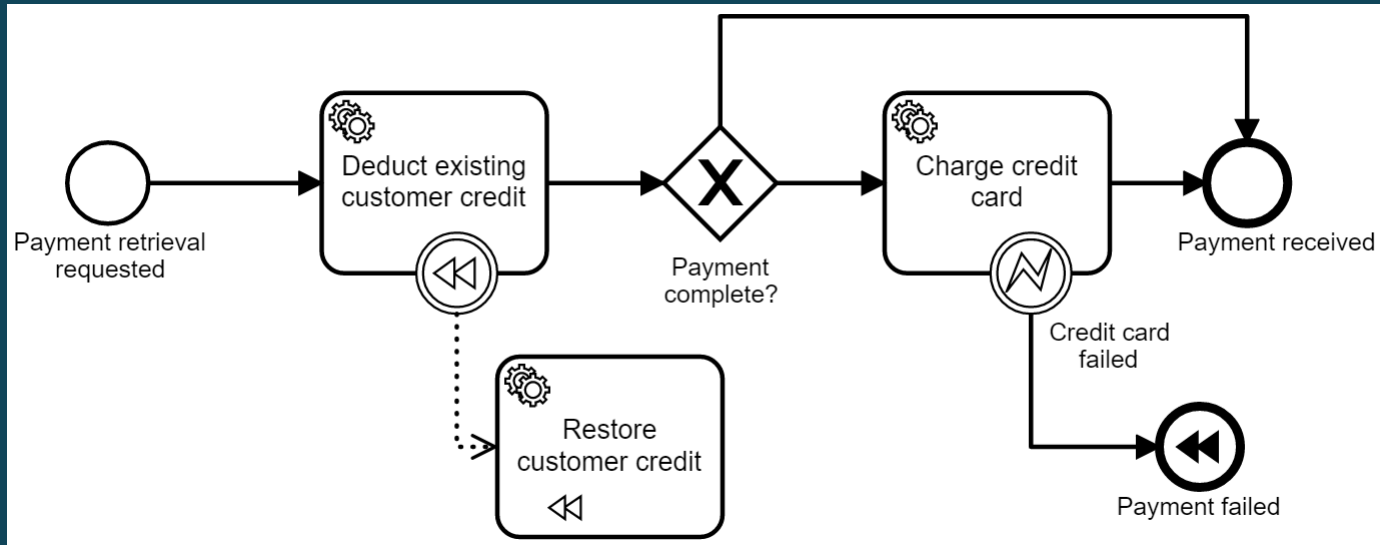 Deduct existing
customer credit
Charge credit
card
Payment retrieval
requested
Payment received
Payment
complete?
Credit card
failed
Restore
customer credit
Payment failed